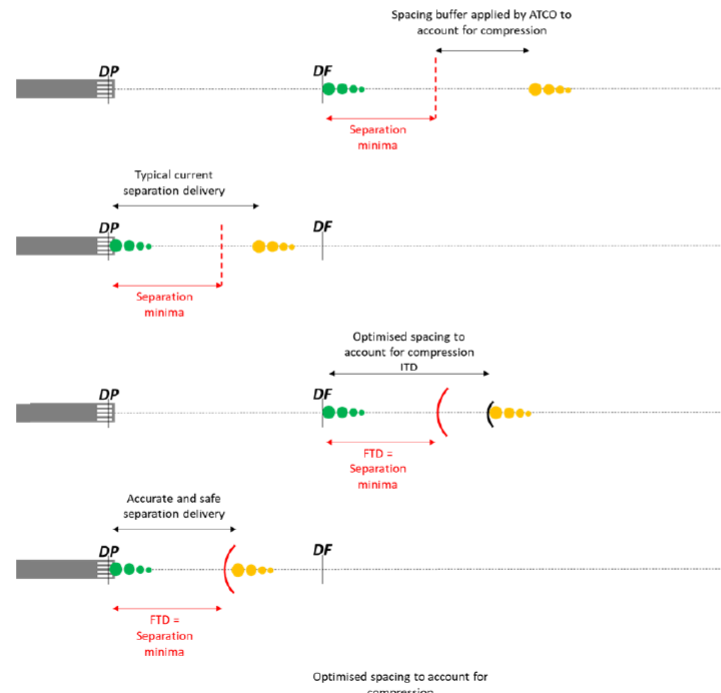 Spacing buffer applied by ATCO to
account for compression
DP
DF
Separation
minima
Typical current
separation delivery
DP
DF
Separation
minima
Optimised spacing to
account for compression
ITD
DP
DF
FTD =
Separation
minima
Accurate and safe
separation delivery
DP
DF
FTD =
Separation
minima
Optimised spacing to account for
compression